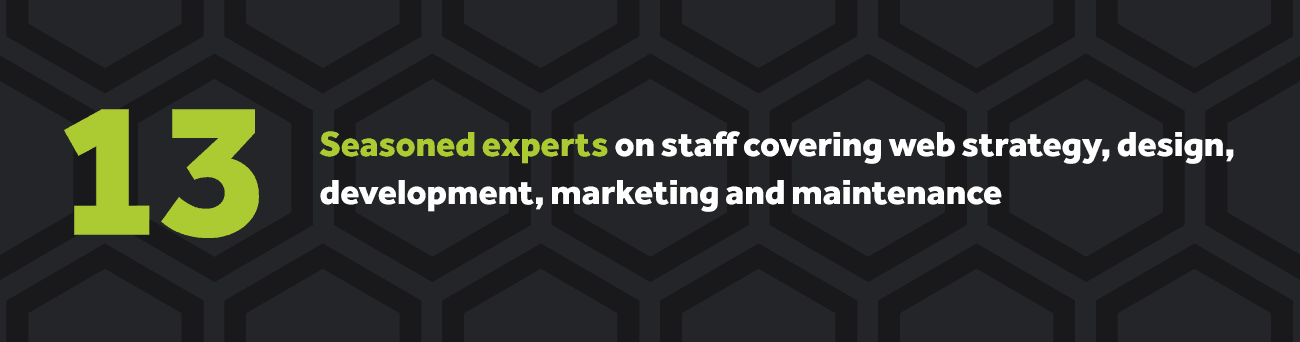 13
Seasoned experts on staff covering web strategy, design,
development, marketing and maintenance